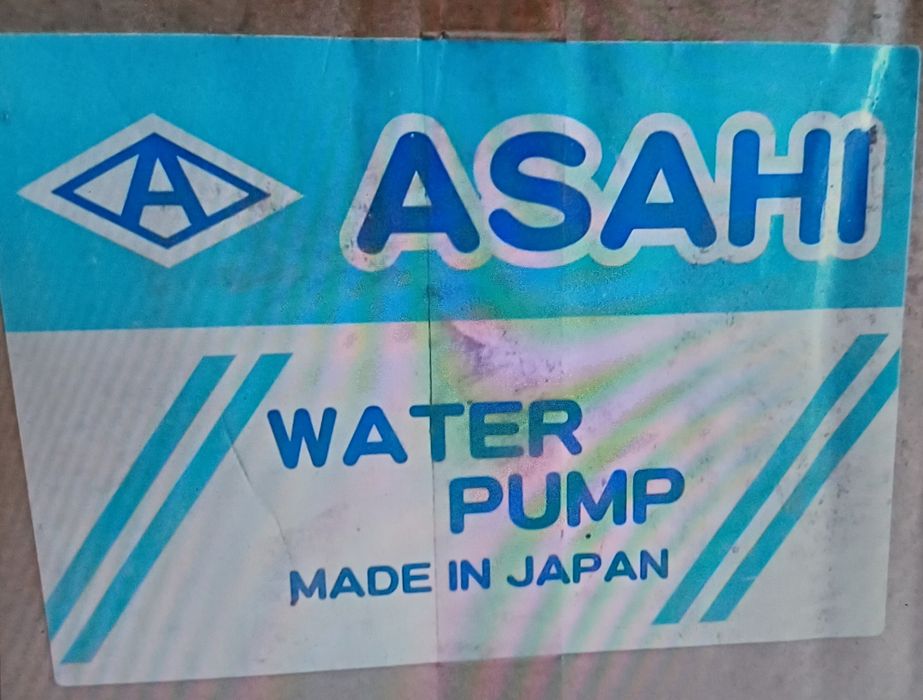 A
ASAHI
WATER
PUMP
MADE IN JAPAN